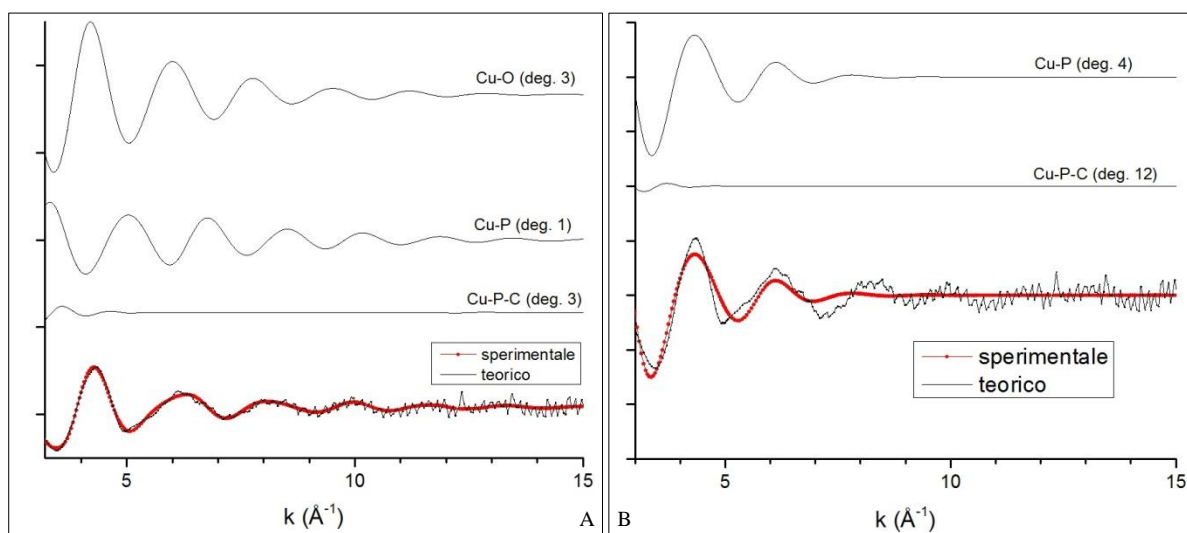 Cu-O (deg. 3)
Cu-P (deg. 1)
Cu-P-C (deg. 3)
sperimentale
teorico
5
10
15
k (Å⁻¹)
A
Cu-P (deg. 4)
Cu-P-C (deg. 12)
sperimentale
teorico
5
10
15
k (Å⁻¹)
B